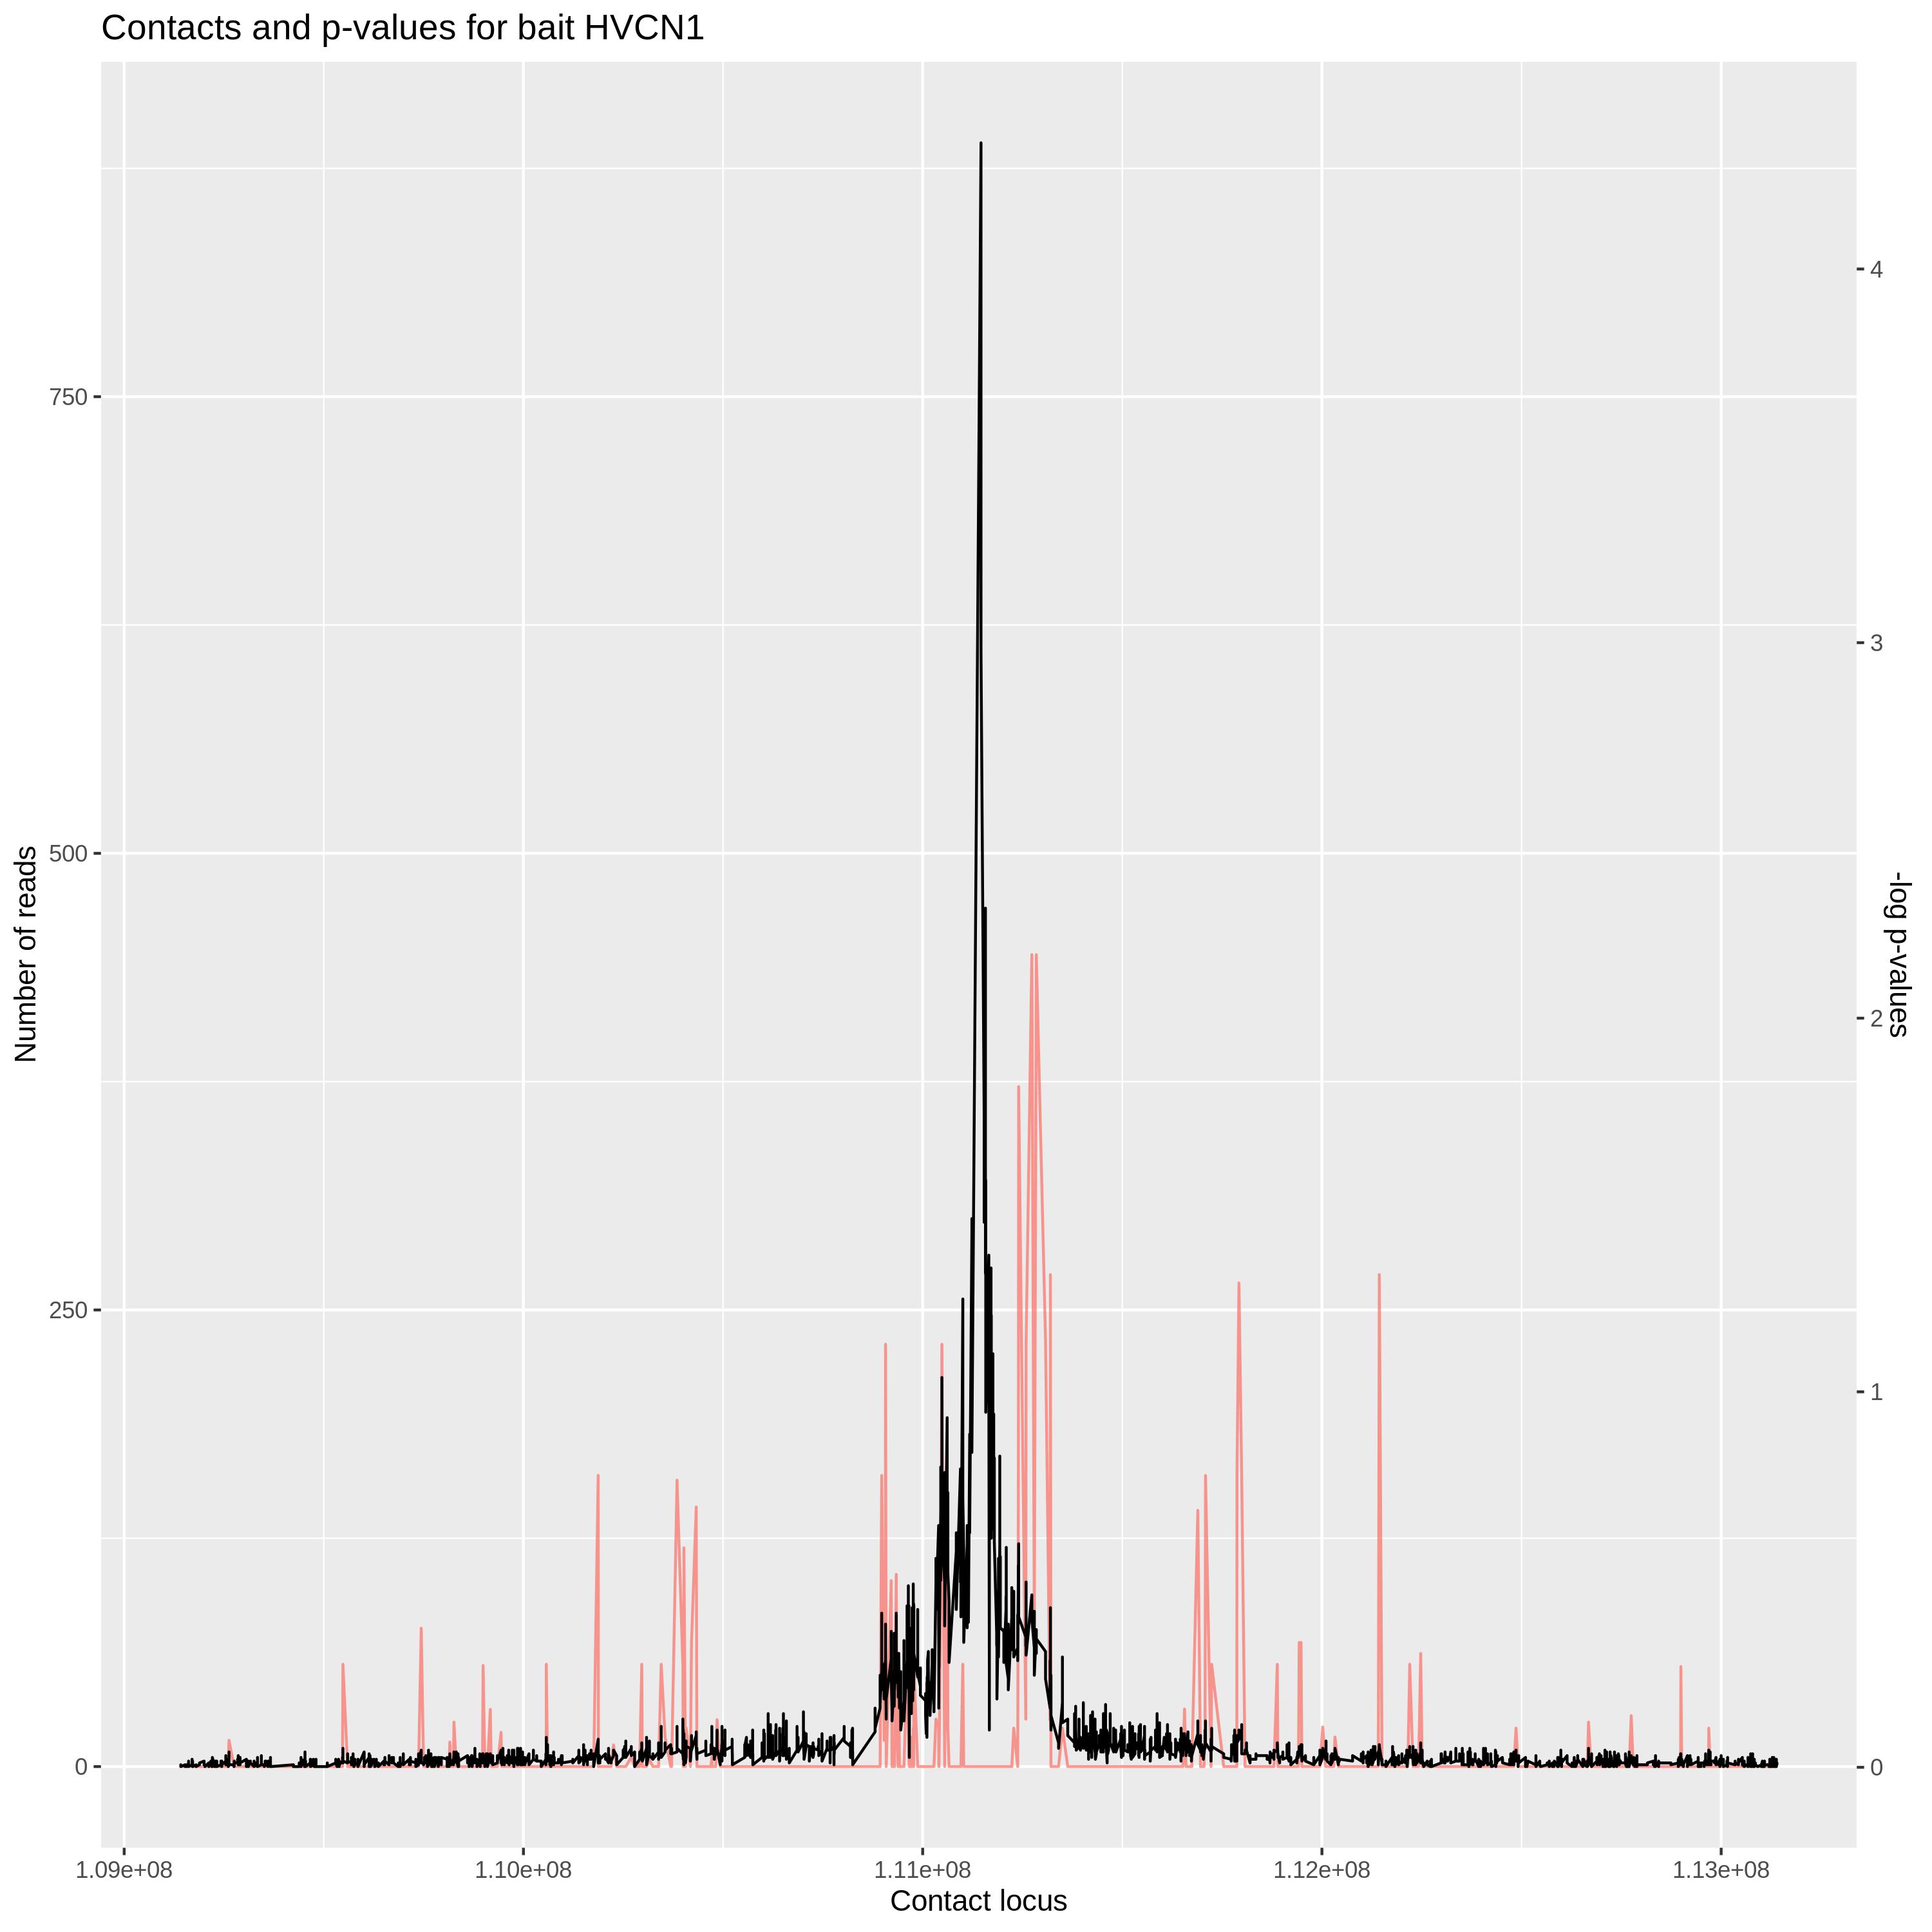 Contacts and p-values for bait HVCN1
750
500
250
0
Number of reads
4
3
2
1
0
-log p-values
1.09e+08
1.10e+08
1.11e+08
1.12e+08
1.13e+08
Contact locus